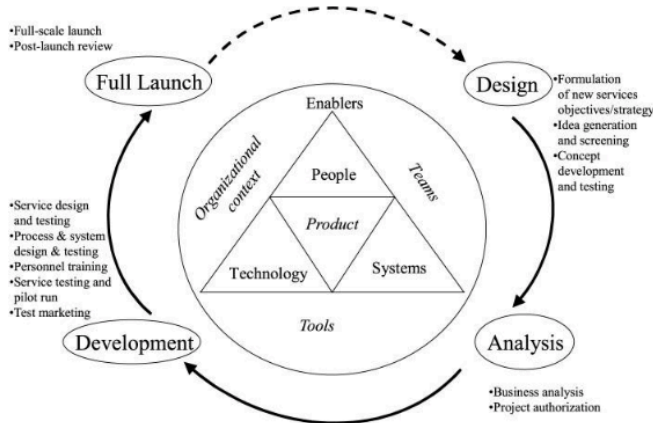 •Full-scale launch
•Post-launch review
Full Launch
Design
•Formulation
of new services
objectives/strategy
•Idea generation
and screening
•Concept
development
and testing
Enablers
Organizational
context
Teams
People
Product
Technology
Systems
Tools
•Service design
and testing
•Process & system
design & testing
•Personnel training
•Service testing and
pilot run
•Test marketing
Development
Analysis
•Business analysis
•Project authorization